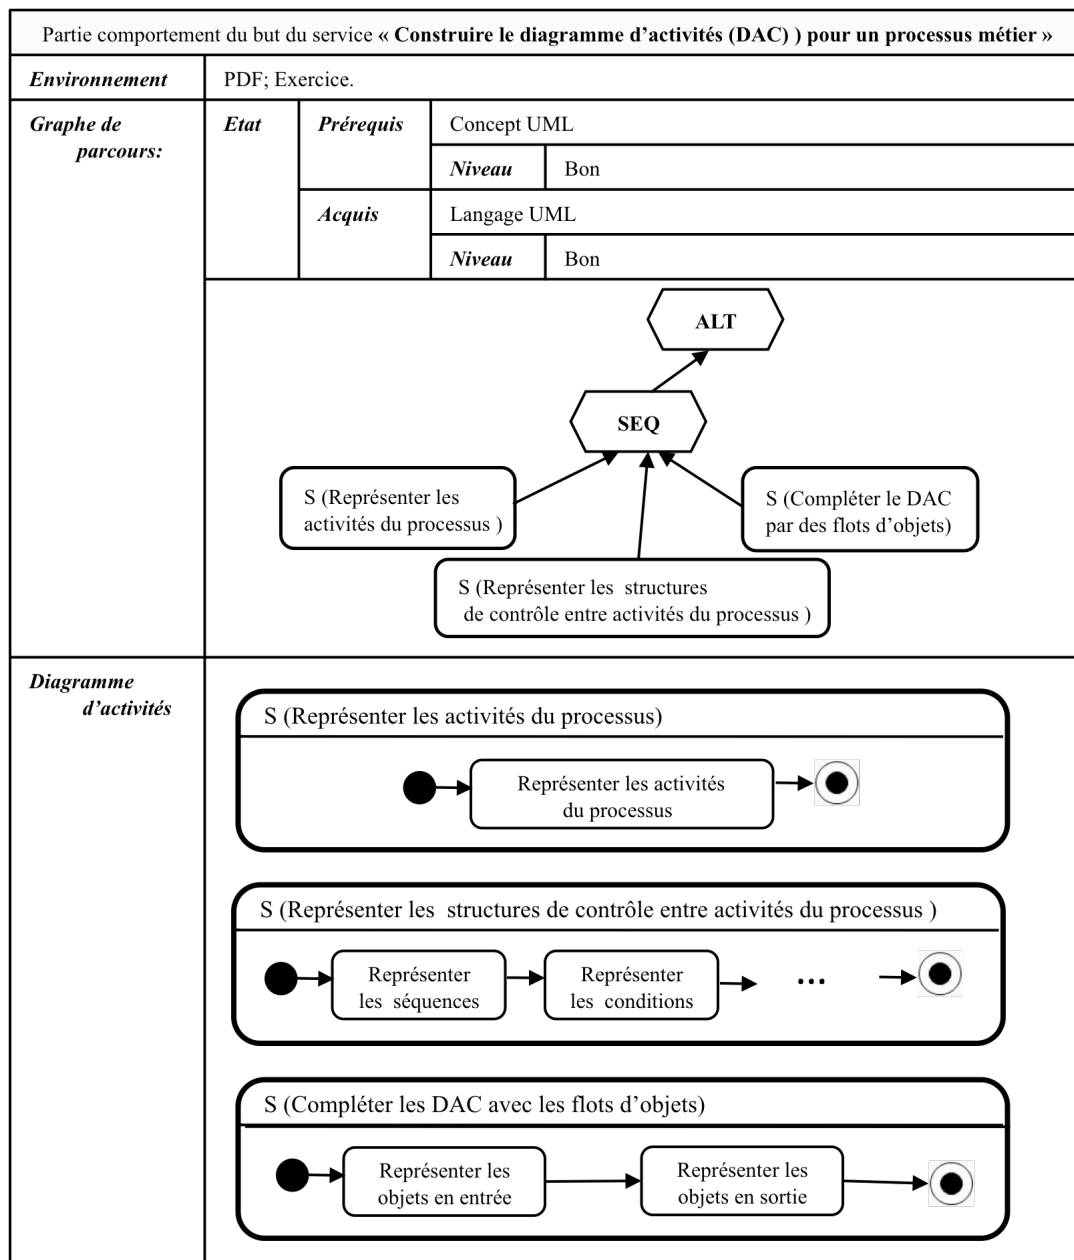 Partie comportement du but du service « Construire le diagramme d’activités (DAC) ) pour un processus métier »
Environnement
PDF; Exercice.
Graphe de
parcours:
Etat
Prérequis
Concept UML
Niveau
Bon
Acquis
Langage UML
Niveau
Bon
ALT
SEQ
S (Représenter les
activités du processus )
S (Compléter le DAC
par des flots d’objets)
S (Représenter les structures
de contrôle entre activités du processus )
Diagramme
d’activités
S (Représenter les activités du processus)
Représenter les activités
du processus
S (Représenter les structures de contrôle entre activités du processus )
Représenter
les séquences
Représenter
les conditions
...
S (Compléter les DAC avec les flots d’objets)
Représenter les
objets en entrée
Représenter les
objets en sortie